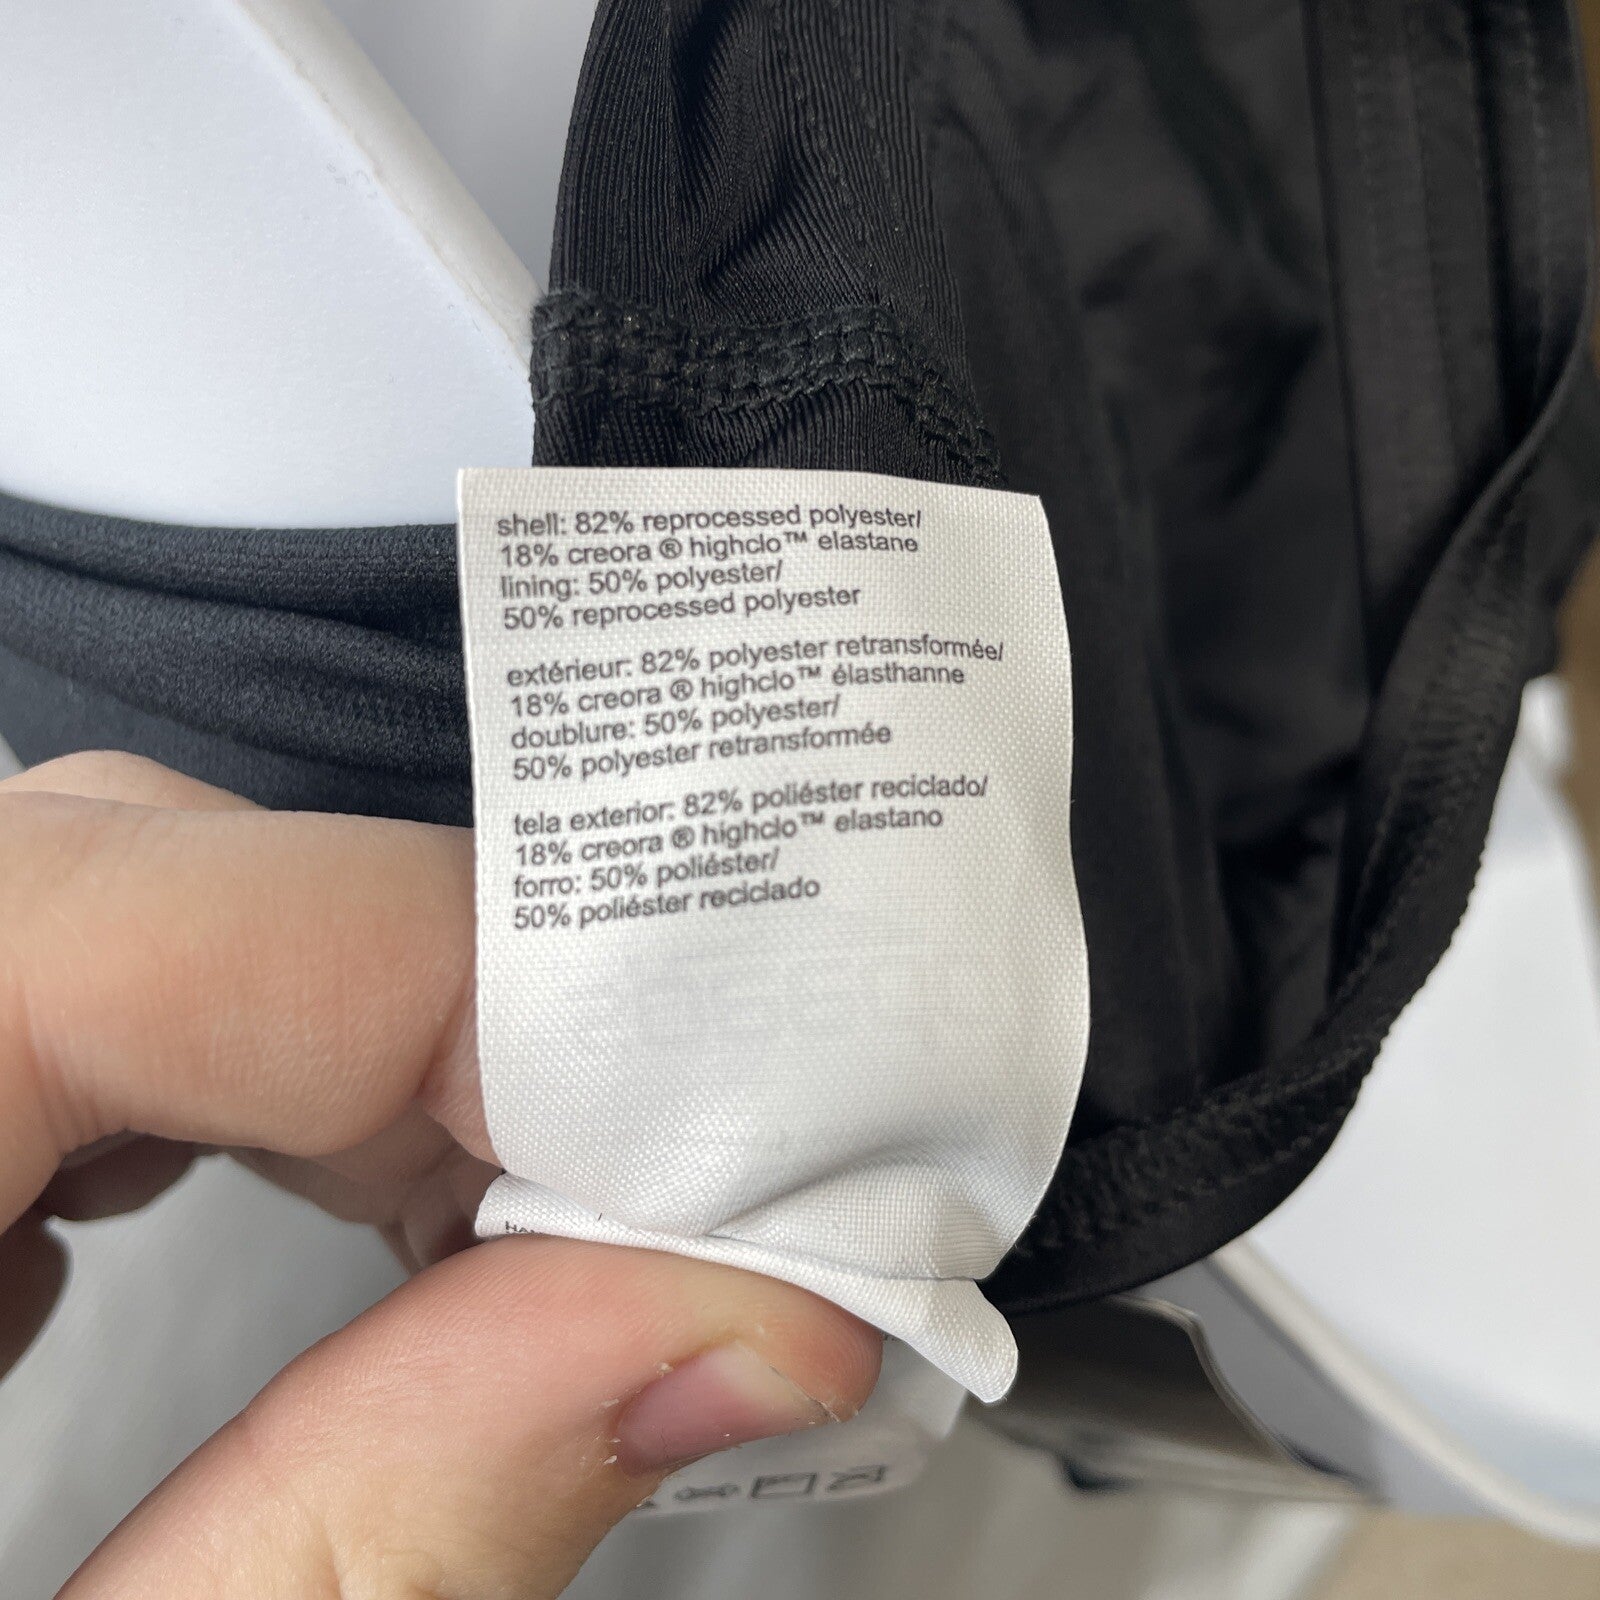 shell: 82% reprocessed polyester/
18% creora ® highclo™ elastane
lining: 50% polyester/
50% reprocessed polyester
extérieur: 82% polyester retransformée/
18% creora ® highclo™ élasthanne
doublure: 50% polyester/
50% polyester retransformée
tela exterior: 82% poliéster reciclado/
18% creora ® highclo™ elastano
forro: 50% poliéster/
50% poliéster reciclado